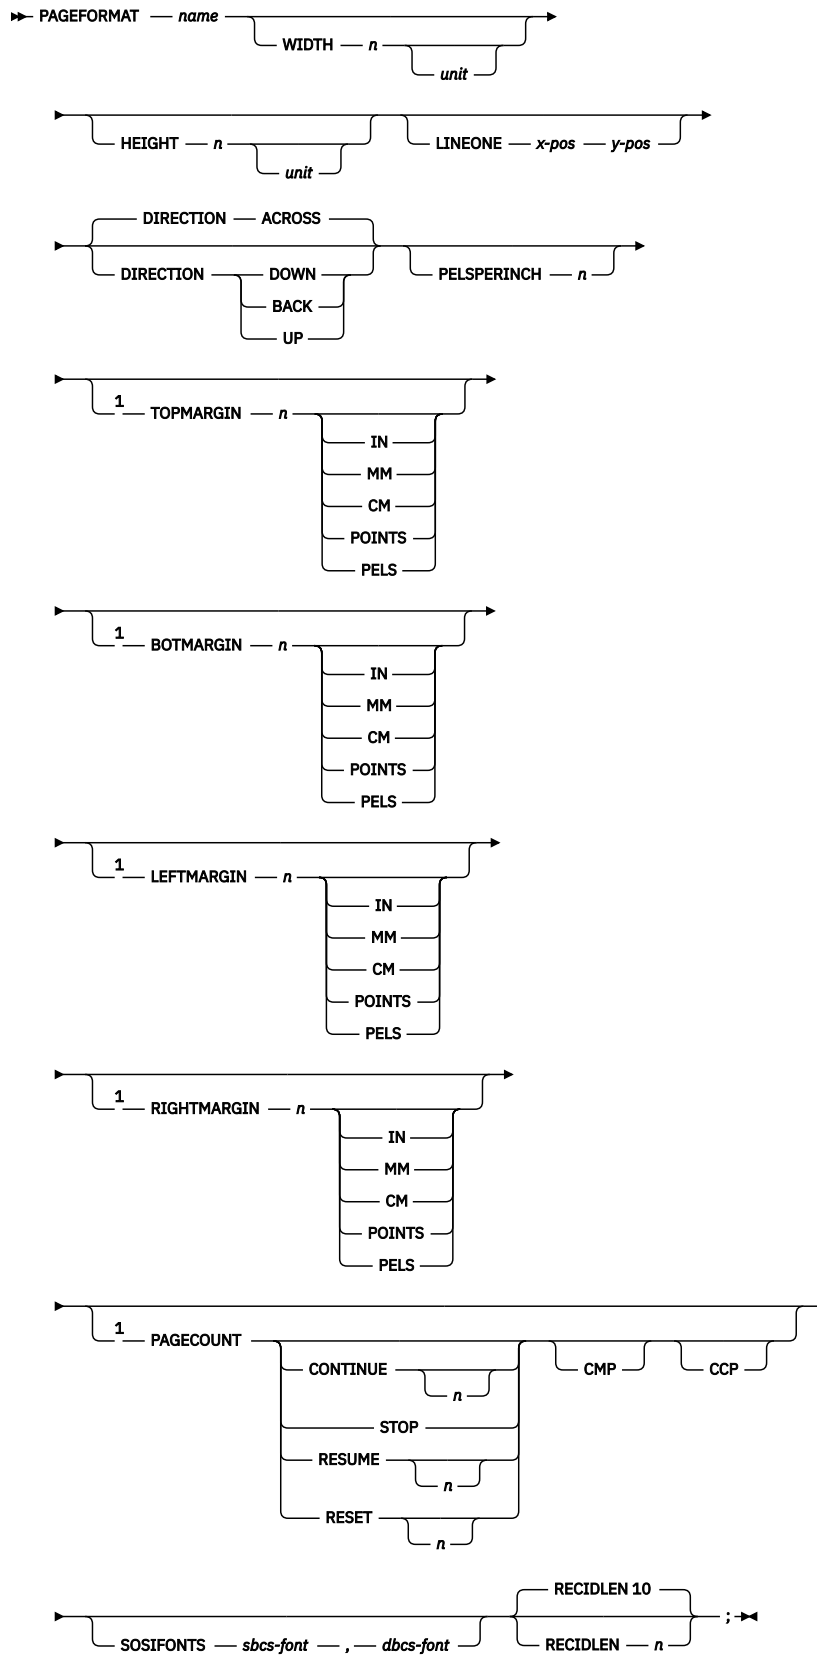 PAGEFORMAT name
WIDTH n
unit
HEIGHT n
unit
LINEONE x-pos y-pos
DIRECTION ACROSS
DIRECTION DOWN
BACK
UP
PELSPERINCH n
1
TOPMARGIN n
IN
MM
CM
POINTS
PELS
1
BOTMARGIN n
IN
MM
CM
POINTS
PELS
1
LEFTMARGIN n
IN
MM
CM
POINTS
PELS
1
RIGHTMARGIN n
IN
MM
CM
POINTS
PELS
1
PAGECOUNT
CONTINUE
n
STOP
RESUME
n
RESET
n
CMP
CCP
SOSIFONTS sbcs-font , dbcs-font
RECIDLEN 10
RECIDLEN n
;